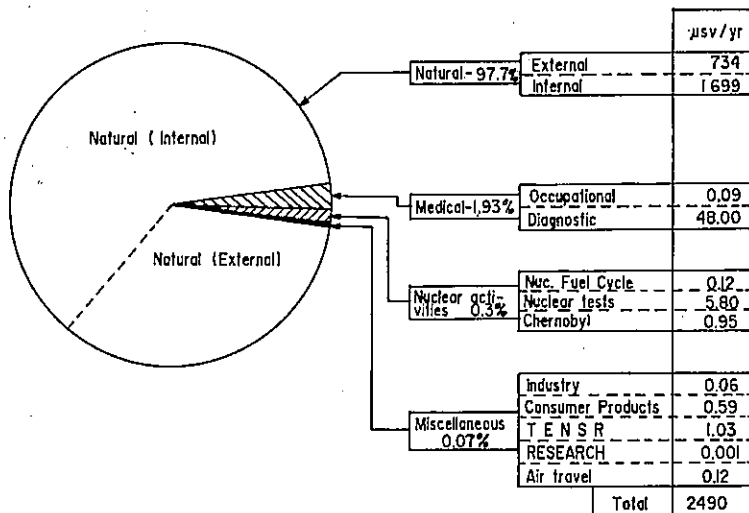 µsv/yr
Natural - 97.7%
External 734
Internal 1699
Natural ( Internal)
Medical-1,93%
Occupational 0.09
Diagnostic 48.00
Natural (External)
Nuclear acti-
vities 0.3%
Nuc. Fuel Cycle 0.12
Nuclear tests 5.80
Chernobyl 0.95
Miscellaneous
0.07%
Industry 0.06
Consumer Products 0.59
T E N S R 1.03
RESEARCH 0.001
Air travel 0.12
Total 2490